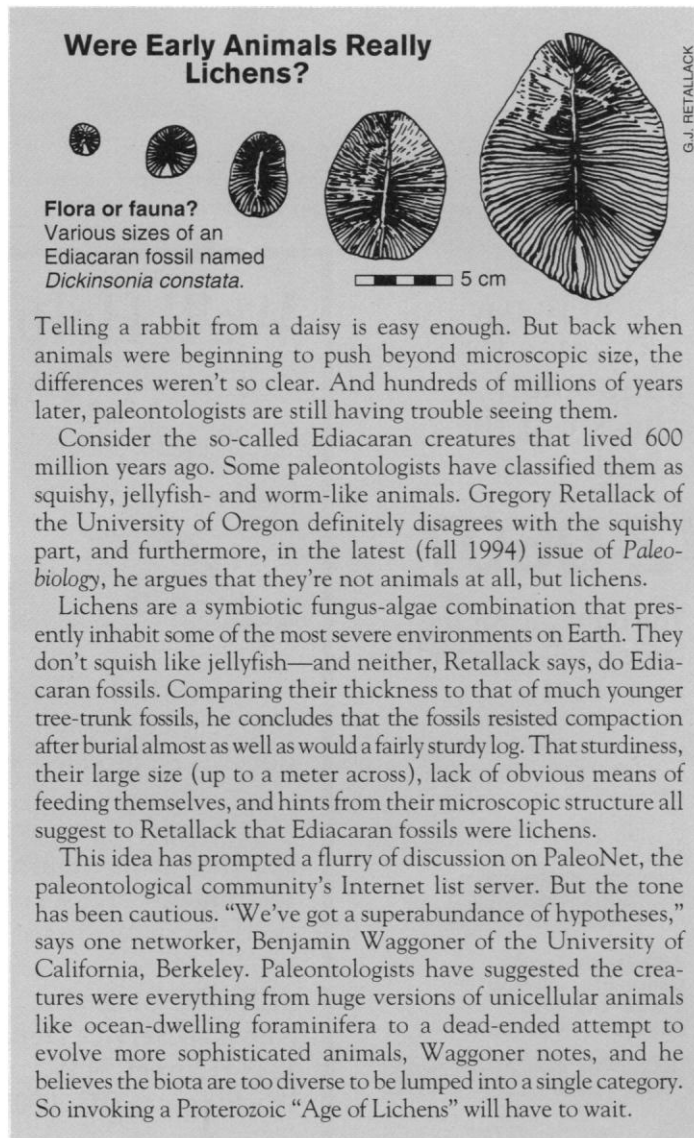 Were Early Animals Really
Lichens?
G.J. RETALLACK
Flora or fauna?
Various sizes of an
Ediacaran fossil named
Dickinsonia constata.
5 cm
Telling a rabbit from a daisy is easy enough. But back when
animals were beginning to push beyond microscopic size, the
differences weren't so clear. And hundreds of millions of years
later, paleontologists are still having trouble seeing them.
Consider the so-called Ediacaran creatures that lived 600
million years ago. Some paleontologists have classified them as
squishy, jellyfish- and worm-like animals. Gregory Retallack of
the University of Oregon definitely disagrees with the squishy
part, and furthermore, in the latest (fall 1994) issue of Paleo-
biology, he argues that they're not animals at all, but lichens.
Lichens are a symbiotic fungus-algae combination that pres-
ently inhabit some of the most severe environments on Earth. They
don't squish like jellyfish—and neither, Retallack says, do Edia-
caran fossils. Comparing their thickness to that of much younger
tree-trunk fossils, he concludes that the fossils resisted compaction
after burial almost as well as would a fairly sturdy log. That sturdiness,
their large size (up to a meter across), lack of obvious means of
feeding themselves, and hints from their microscopic structure all
suggest to Retallack that Ediacaran fossils were lichens.
This idea has prompted a flurry of discussion on PaleoNet, the
paleontological community's Internet list server. But the tone
has been cautious. “We've got a superabundance of hypotheses,”
says one networker, Benjamin Waggoner of the University of
California, Berkeley. Paleontologists have suggested the crea-
tures were everything from huge versions of unicellular animals
like ocean-dwelling foraminifera to a dead-ended attempt to
evolve more sophisticated animals, Waggoner notes, and he
believes the biota are too diverse to be lumped into a single category.
So invoking a Proterozoic “Age of Lichens” will have to wait.